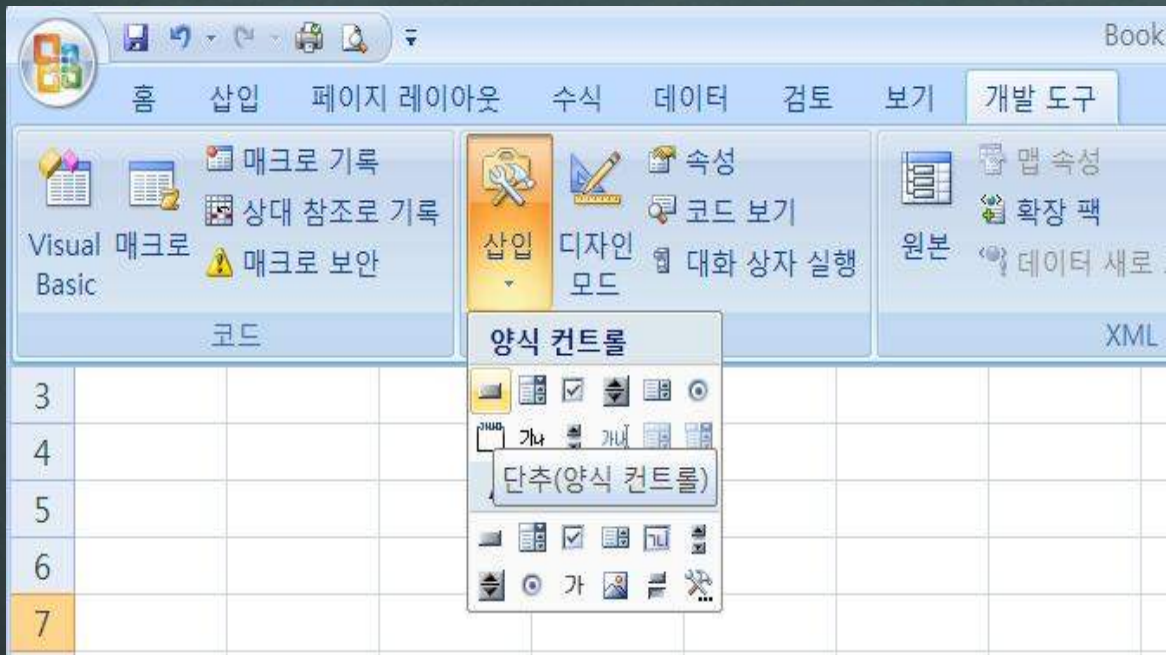 Book
홈 삽입 페이지 레이아웃 수식 데이터 검토 보기 개발 도구
Visual Basic
매크로
매크로 기록
상대 참조로 기록
매크로 보안
코드
삽입
디자인 모드
속성
코드 보기
대화 상자 실행
원본
맵 속성
확장 팩
데이터 새로
XML
양식 컨트롤
가나
단추(양식 컨트롤)
가
3
4
5
6
7